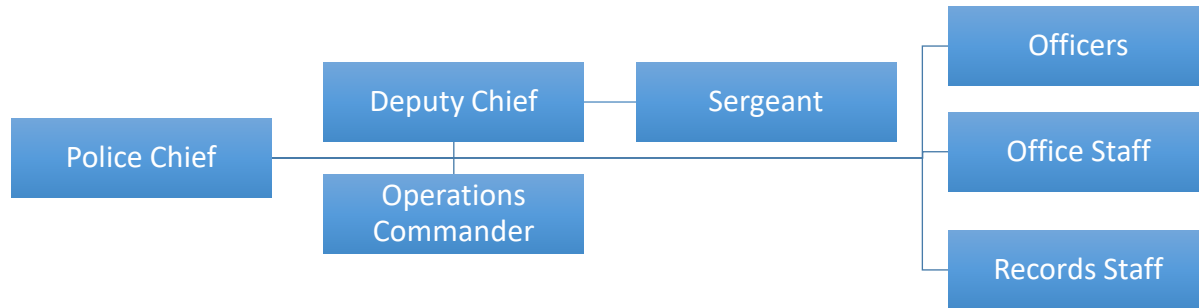 Police Chief
Deputy Chief
Operations
Commander
Sergeant
Officers
Office Staff
Records Staff